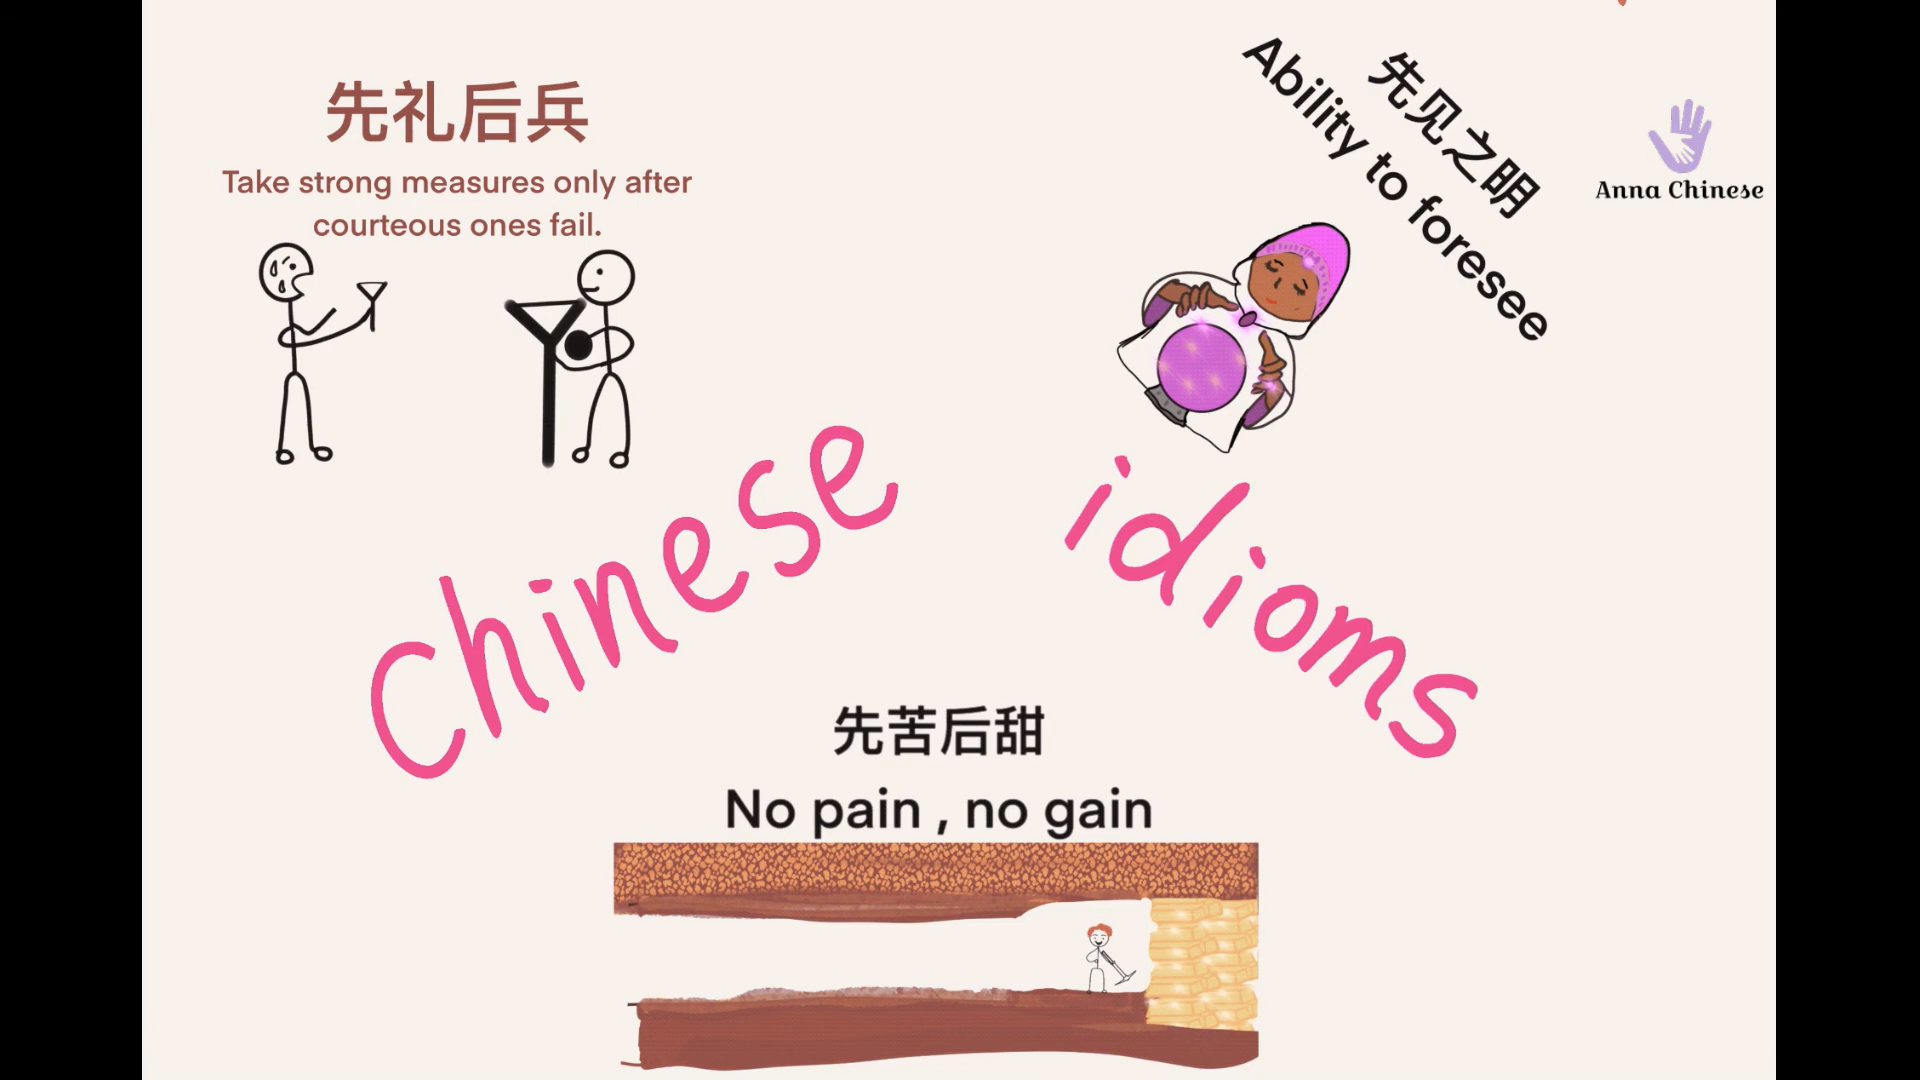 先礼后兵
Take strong measures only after
courteous ones fail.
先见之明
Ability to foresee
Anna Chinese
Chinese idioms
先苦后甜
No pain , no gain